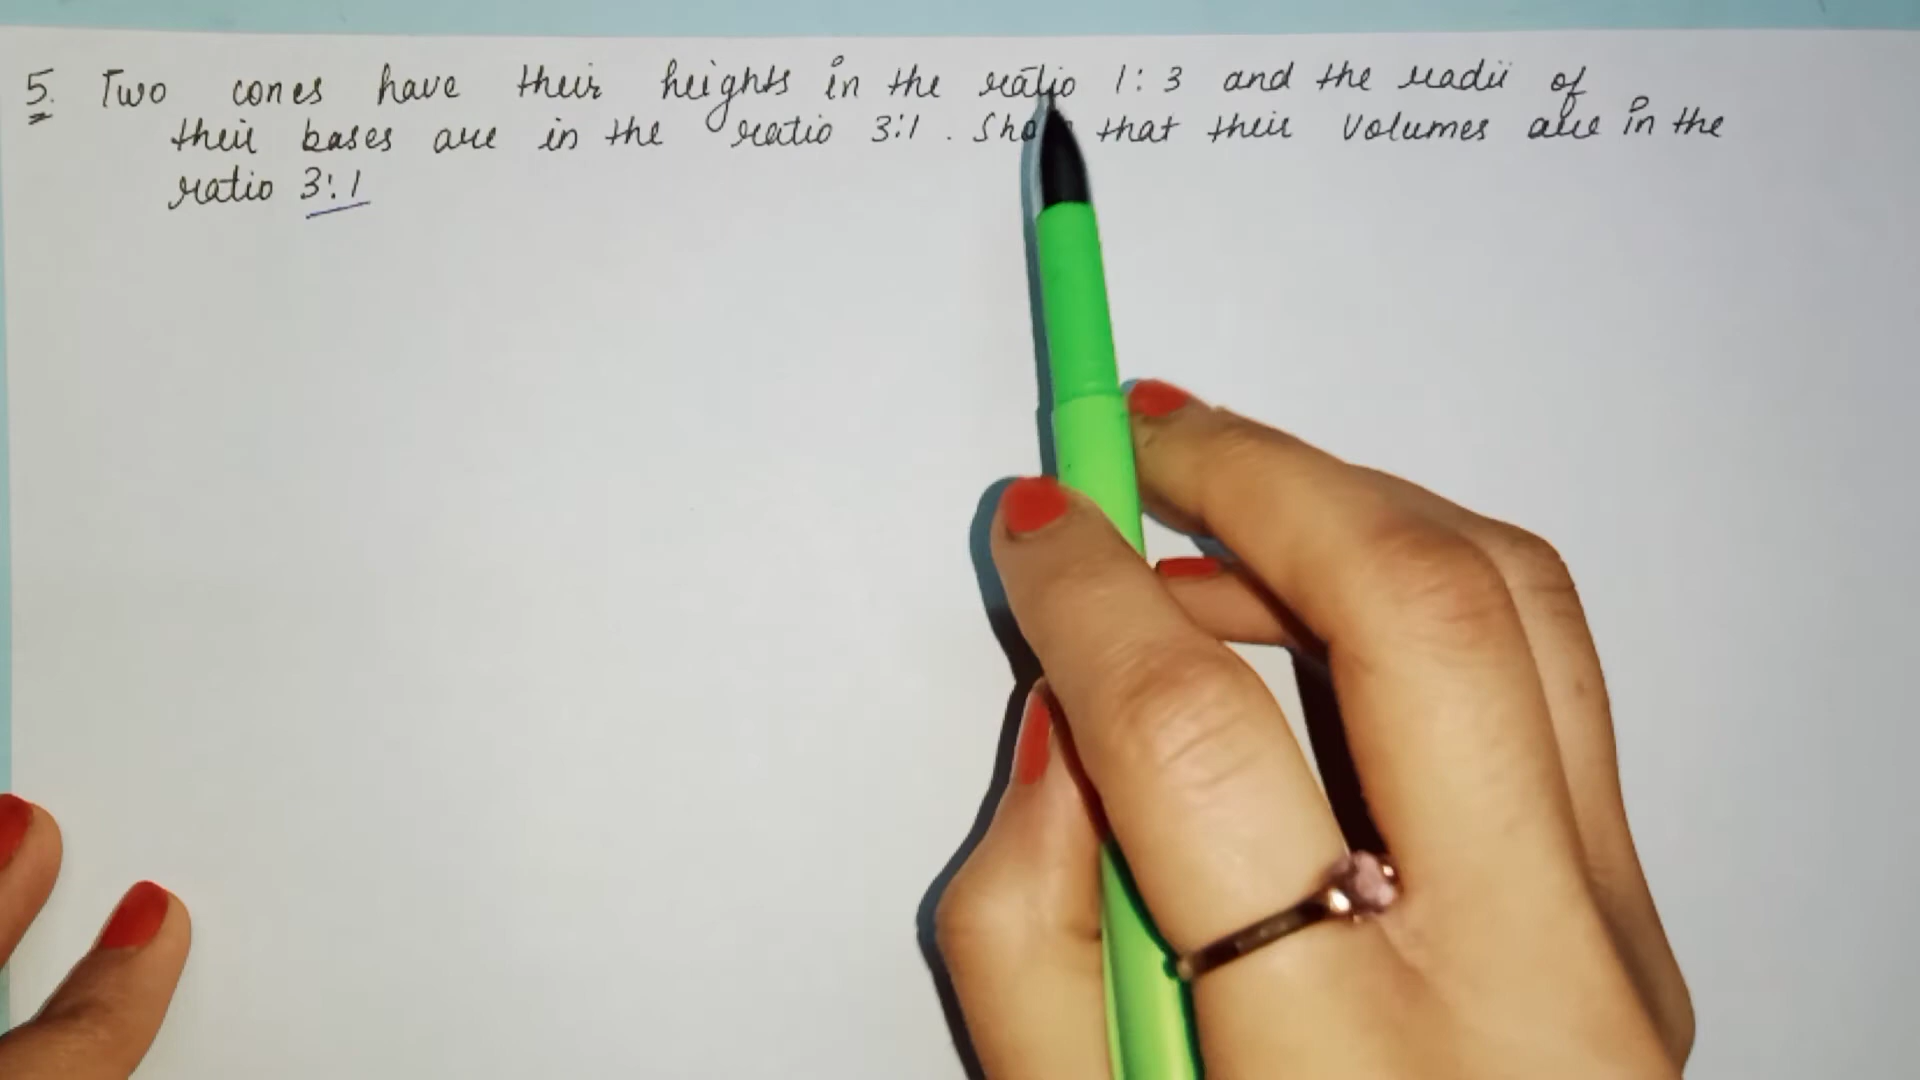 5. Two cones have their heights in the ratio 1:3 and the radii of
their bases are in the ratio 3:1. Show that their Volumes are in the
ratio 3:1